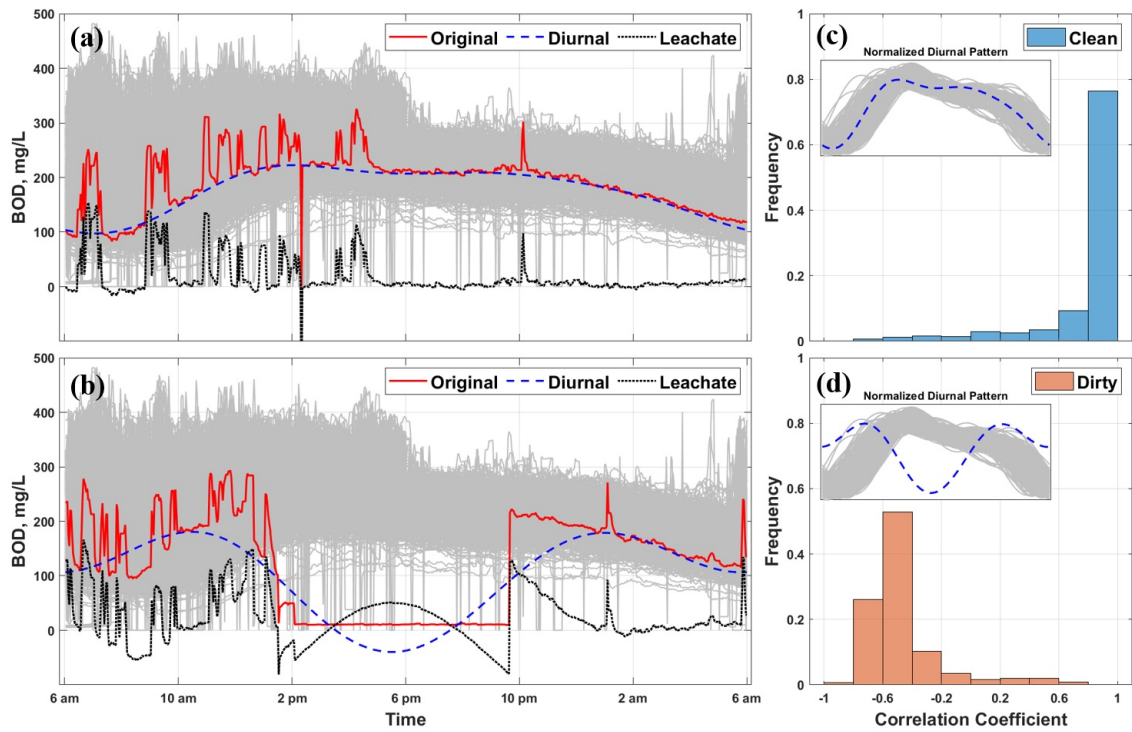 (a)
Original
Diurnal
Leachate
500
400
300
200
100
0
BOD, mg/L
(b)
Original
Diurnal
Leachate
500
400
300
200
100
0
BOD, mg/L
6 am
10 am
2 pm
6 pm
10 pm
2 am
6 am
Time
(c)
Clean
Normalized Diurnal Pattern
1
0.8
0.6
0.4
0.2
0
Frequency
(d)
Dirty
Normalized Diurnal Pattern
1
0.8
0.6
0.4
0.2
0
Frequency
-1
-0.6
-0.2
0.2
0.6
1
Correlation Coefficient